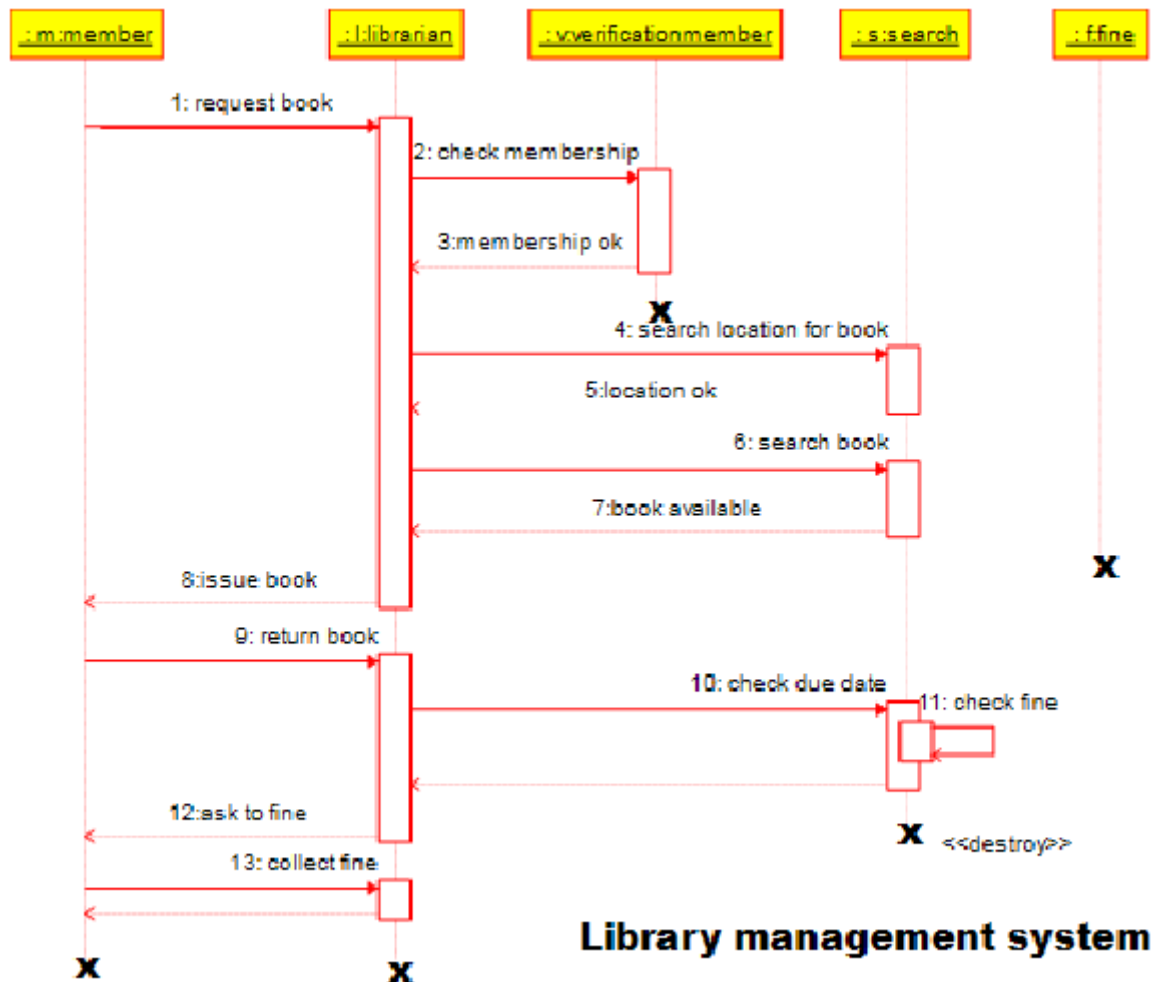 : m:member
: l:librarian
: v:verificationmember
: s:search
: f:fine
1: request book
2: check membership
3:membership ok
4: search location for book
5:location ok
6: search book
7:book available
8:issue book
9: return book
10: check due date
11: check fine
12:ask to fine
13: collect fine
<<destroy>>
Library management system